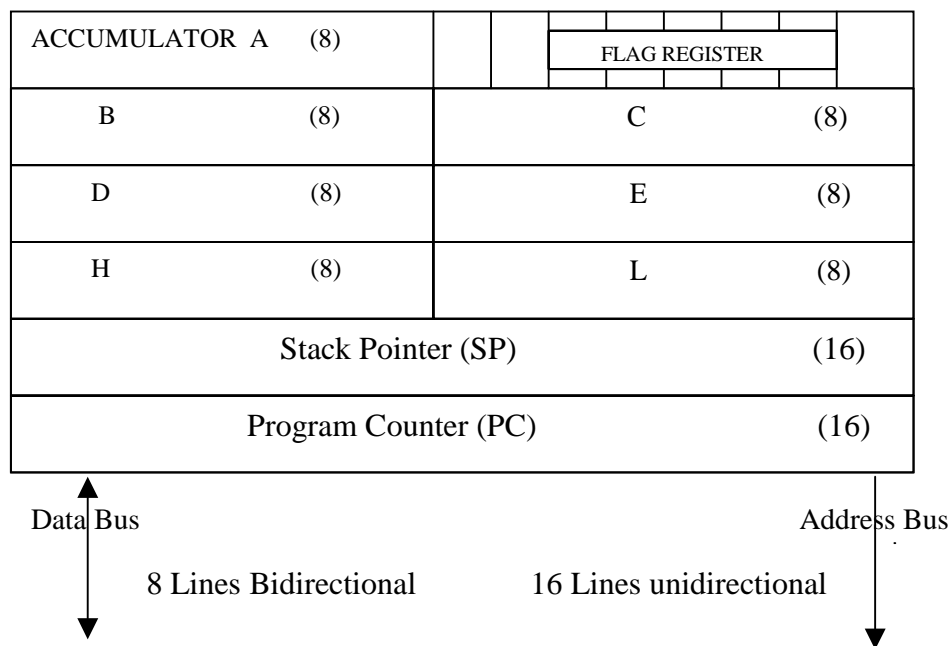 ACCUMULATOR A (8) FLAG REGISTER
B (8) C (8)
D (8) E (8)
H (8) L (8)
Stack Pointer (SP) (16)
Program Counter (PC) (16)
Data Bus Address Bus
8 Lines Bidirectional 16 Lines unidirectional